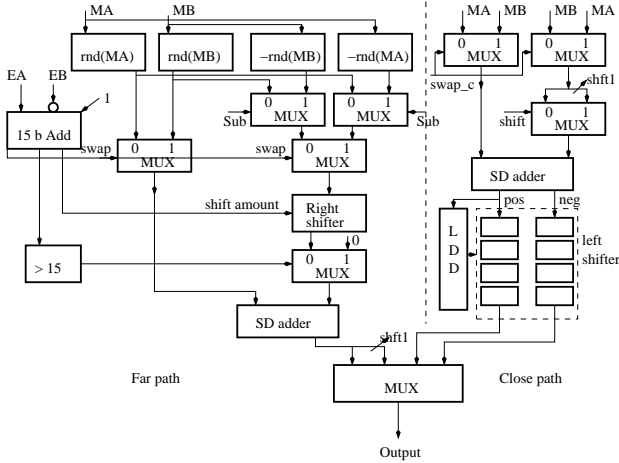 MA MB MA MB MB MA
rnd(MA) rnd(MB) −rnd(MB) −rnd(MA)
0 1
MUX
0 1
MUX
EA EB
1
swap_c
shft1
15 b Add
Sub
0 1
MUX
0 1
MUX
Sub
shift
0 1
MUX
swap
0 1
MUX
swap
0 1
MUX
SD adder
pos neg
shift amount
Right
shifter
L
D
D
left
shifter
0
> 15
0 1
MUX
SD adder
shft1
Far path
MUX
Close path
Output